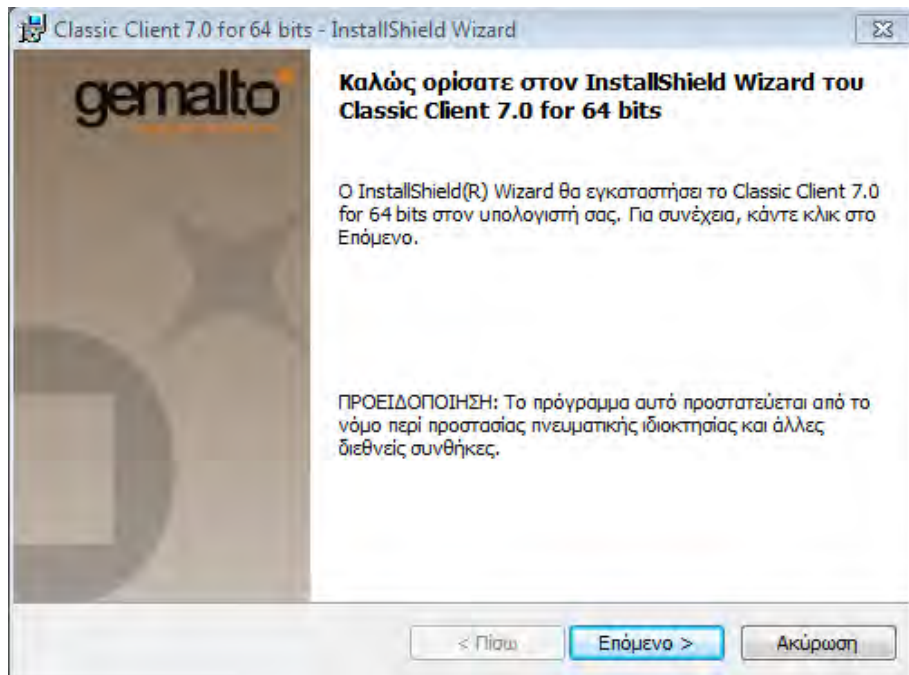 Classic Client 7.0 for 64 bits - InstallShield Wizard
gemalto
Καλώς ορίσατε στον InstallShield Wizard του
Classic Client 7.0 for 64 bits
Ο InstallShield(R) Wizard θα εγκαταστήσει το Classic Client 7.0
for 64 bits στον υπολογιστή σας. Για συνέχεια, κάντε κλικ στο
Επόμενο.
ΠΡΟΕΙΔΟΠΟΙΗΣΗ: Το πρόγραμμα αυτό προστατεύεται από το
νόμο περί προστασίας πνευματικής ιδιοκτησίας και άλλες
διεθνείς συνθήκες.
< Πίσω
Επόμενο >
Ακύρωση